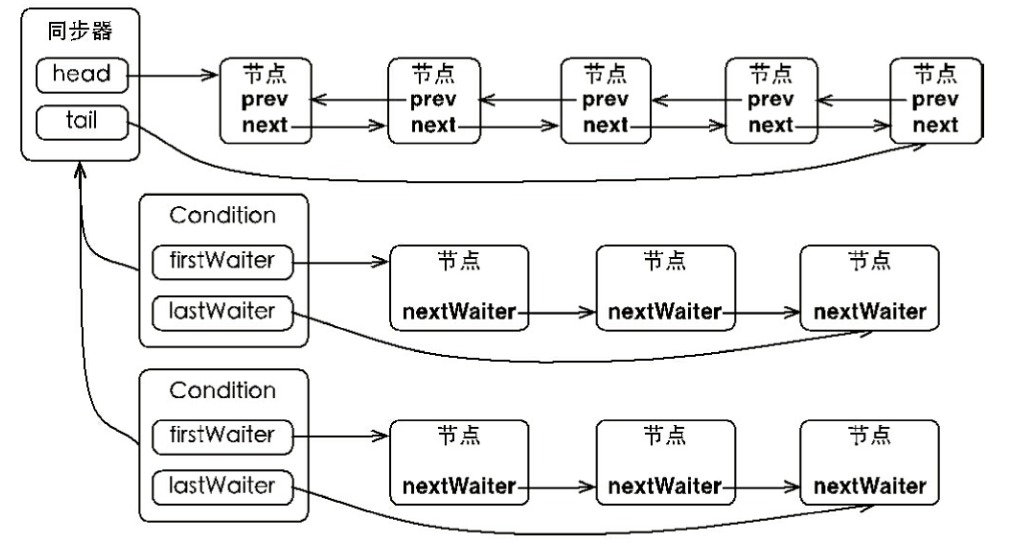 同步器
head
tail
节点
prev
next
节点
prev
next
节点
prev
next
节点
prev
next
节点
prev
next
Condition
firstWaiter
lastWaiter
节点
nextWaiter
节点
nextWaiter
节点
nextWaiter
Condition
firstWaiter
lastWaiter
节点
nextWaiter
节点
nextWaiter
节点
nextWaiter